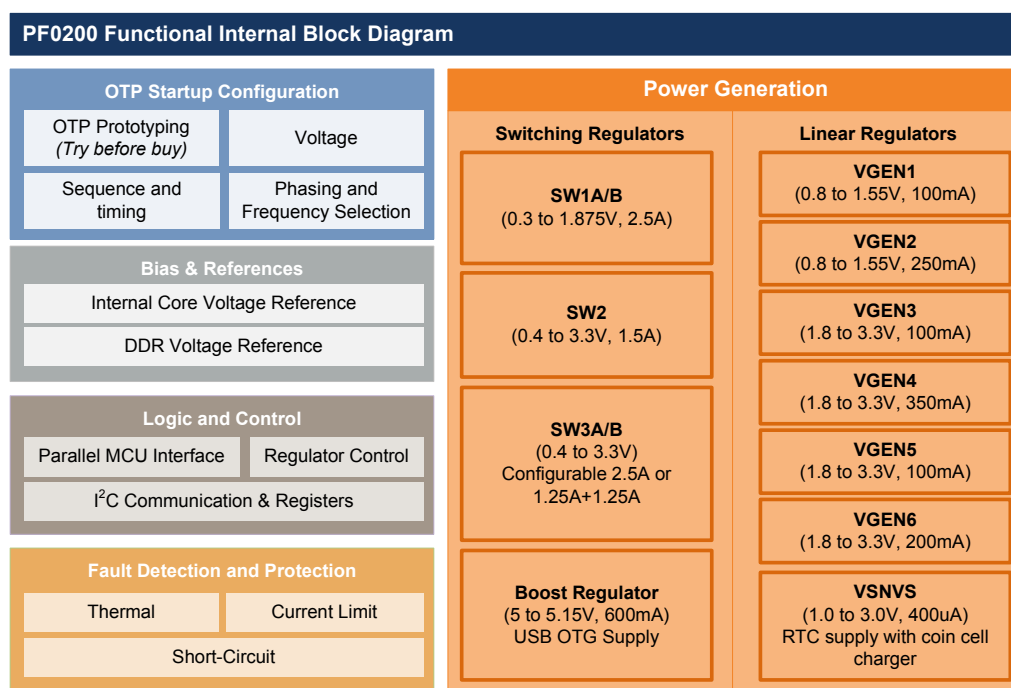 PF0200 Functional Internal Block Diagram
OTP Startup Configuration
OTP Prototyping
(Try before buy)
Voltage
Sequence and
timing
Phasing and
Frequency Selection
Bias & References
Internal Core Voltage Reference
DDR Voltage Reference
Logic and Control
Parallel MCU Interface
Regulator Control
I²C Communication & Registers
Fault Detection and Protection
Thermal
Current Limit
Short-Circuit
Power Generation
Switching Regulators
SW1A/B
(0.3 to 1.875V, 2.5A)
SW2
(0.4 to 3.3V, 1.5A)
SW3A/B
(0.4 to 3.3V)
Configurable 2.5A or
1.25A+1.25A
Boost Regulator
(5 to 5.15V, 600mA)
USB OTG Supply
Linear Regulators
VGEN1
(0.8 to 1.55V, 100mA)
VGEN2
(0.8 to 1.55V, 250mA)
VGEN3
(1.8 to 3.3V, 100mA)
VGEN4
(1.8 to 3.3V, 350mA)
VGEN5
(1.8 to 3.3V, 100mA)
VGEN6
(1.8 to 3.3V, 200mA)
VSNVS
(1.0 to 3.0V, 400uA)
RTC supply with coin cell
charger